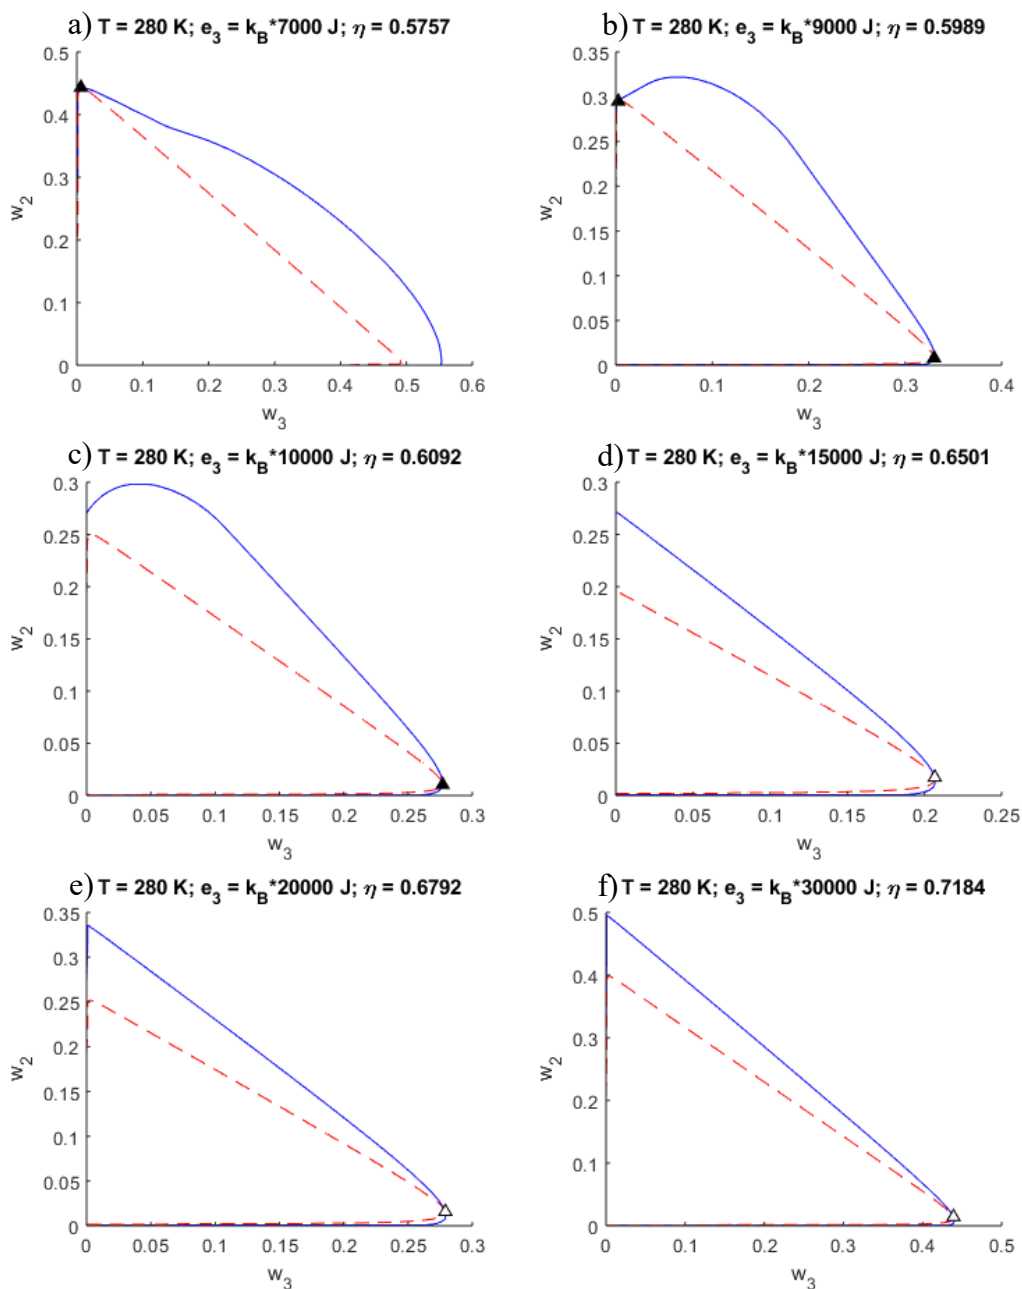 a) T = 280 K; e3 = kB*7000 J; η = 0.5757
0.5
0.4
0.3
0.2
0.1
0
w2
0 0.1 0.2 0.3 0.4 0.5 0.6
w3
b) T = 280 K; e3 = kB*9000 J; η = 0.5989
0.35
0.3
0.25
0.2
0.15
0.1
0.05
0
w2
0 0.1 0.2 0.3 0.4
w3
c) T = 280 K; e3 = kB*10000 J; η = 0.6092
0.3
0.25
0.2
0.15
0.1
0.05
0
w2
0 0.05 0.1 0.15 0.2 0.25 0.3
w3
d) T = 280 K; e3 = kB*15000 J; η = 0.6501
0.3
0.25
0.2
0.15
0.1
0.05
0
w2
0 0.05 0.1 0.15 0.2 0.25
w3
e) T = 280 K; e3 = kB*20000 J; η = 0.6792
0.35
0.3
0.25
0.2
0.15
0.1
0.05
0
w2
0 0.05 0.1 0.15 0.2 0.25 0.3
w3
f) T = 280 K; e3 = kB*30000 J; η = 0.7184
0.5
0.4
0.3
0.2
0.1
0
w2
0 0.1 0.2 0.3 0.4 0.5
w3